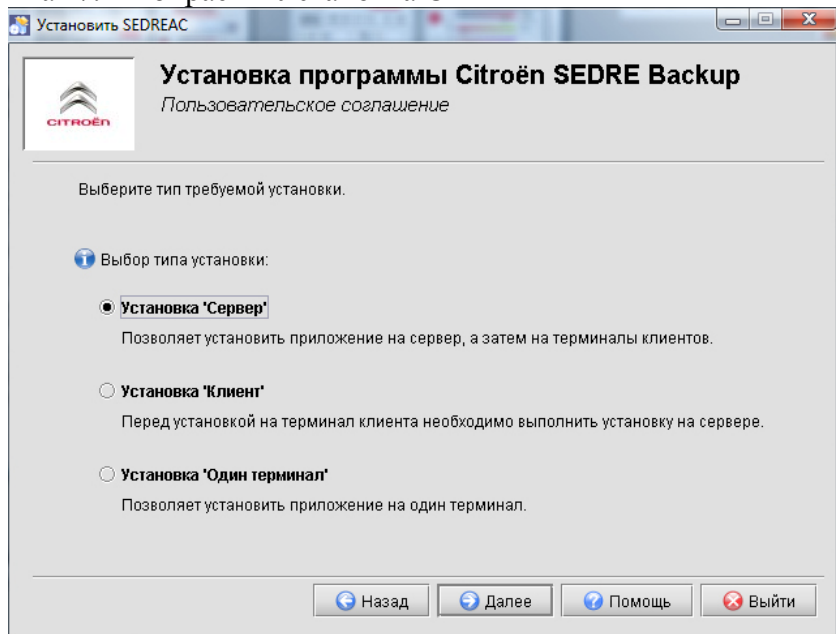 Установить SEDREAC
Установка программы Citroën SEDRE Backup
Пользовательское соглашение
CITROËN
Выберите тип требуемой установки.
Выбор типа установки:
Установка 'Сервер'
Позволяет установить приложение на сервер, а затем на терминалы клиентов.
Установка 'Клиент'
Перед установкой на терминал клиента необходимо выполнить установку на сервере.
Установка 'Один терминал'
Позволяет установить приложение на один терминал.
Назад Далее Помощь Выйти